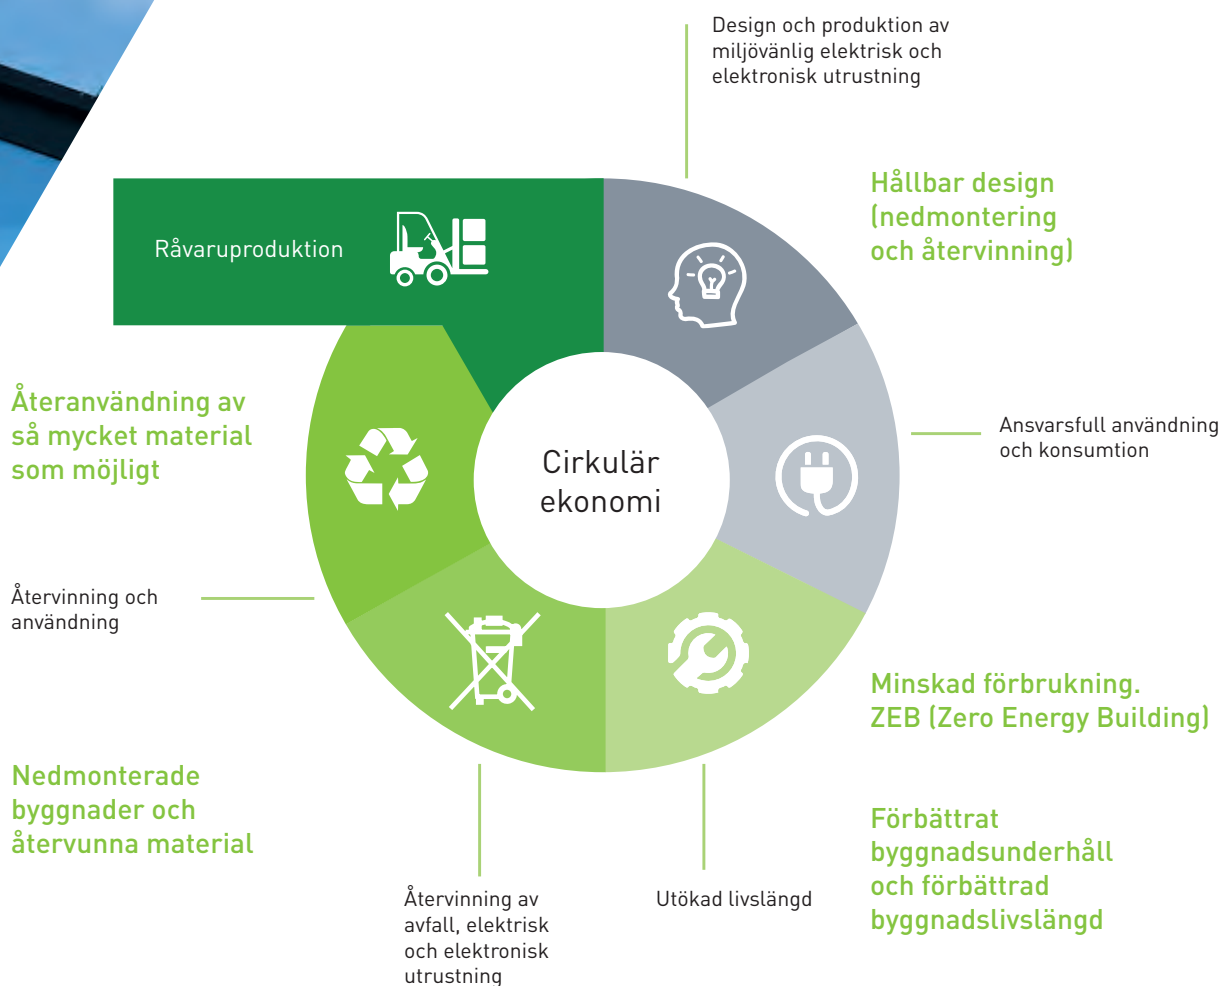 Design och produktion av
miljövänlig elektrisk och
elektronisk utrustning
Hållbar design
(nedmontering
och återvinning)
Råvaruproduktion
Återanvändning av
så mycket material
som möjligt
Cirkulär
ekonomi
Ansvarsfull användning
och konsumtion
Återvinning och
användning
Minskad förbrukning.
ZEB (Zero Energy Building)
Nedmonterade
byggnader och
återvunna material
Förbättrat
byggnadsunderhåll
och förbättrad
byggnadslivslängd
Återvinning av
avfall, elektrisk
och elektronisk
utrustning
Utökad livslängd